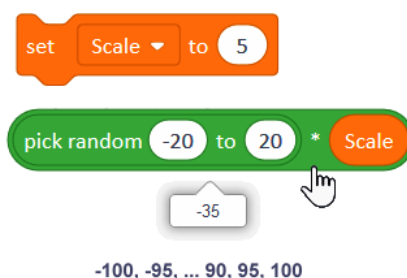 set Scale to 5
pick random -20 to 20 * Scale
-35
-100, -95, ... 90, 95, 100